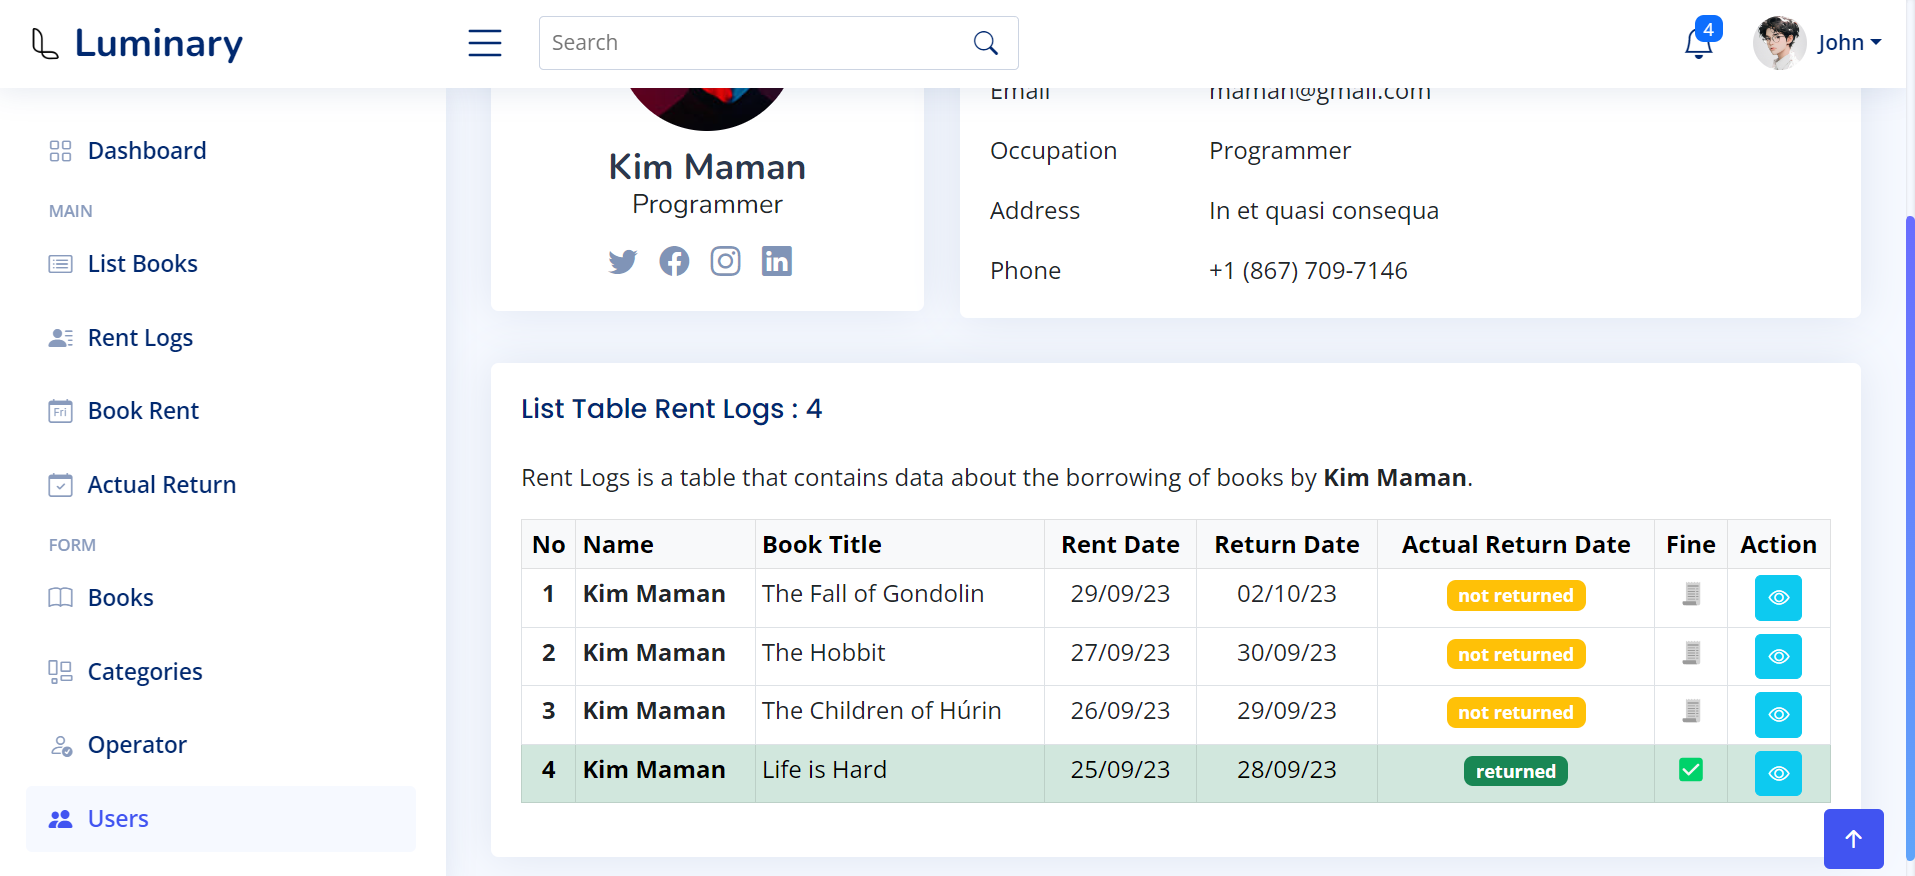 Luminary
Search
4
John
Dashboard
MAIN
List Books
Rent Logs
Fri
Book Rent
Actual Return
FORM
Books
Categories
Operator
Users
Kim Maman
Programmer
Email maman@gmail.com
Occupation Programmer
Address In et quasi consequa
Phone +1 (867) 709-7146
List Table Rent Logs : 4
Rent Logs is a table that contains data about the borrowing of books by Kim Maman.
No Name Book Title Rent Date Return Date Actual Return Date Fine Action
1 Kim Maman The Fall of Gondolin 29/09/23 02/10/23 not returned
2 Kim Maman The Hobbit 27/09/23 30/09/23 not returned
3 Kim Maman The Children of Húrin 26/09/23 29/09/23 not returned
4 Kim Maman Life is Hard 25/09/23 28/09/23 returned